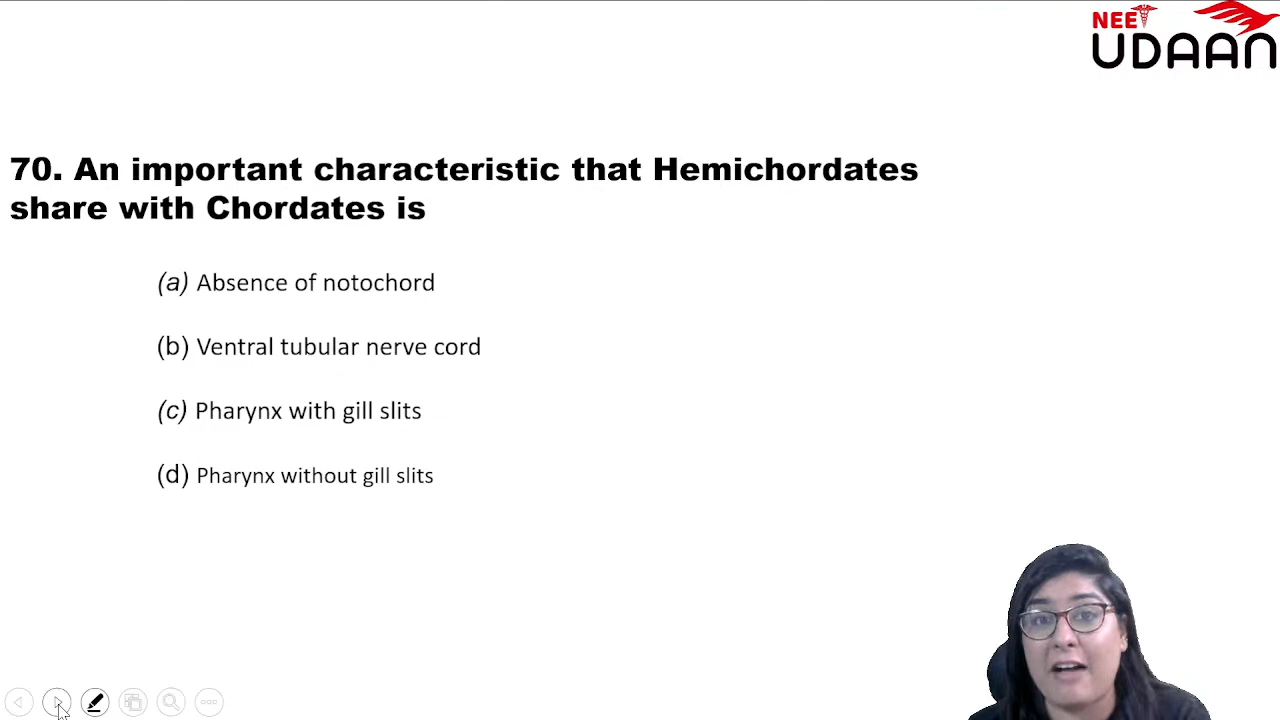 NEET
UDAAN
70. An important characteristic that Hemichordates
share with Chordates is
(a) Absence of notochord
(b) Ventral tubular nerve cord
(c) Pharynx with gill slits
(d) Pharynx without gill slits